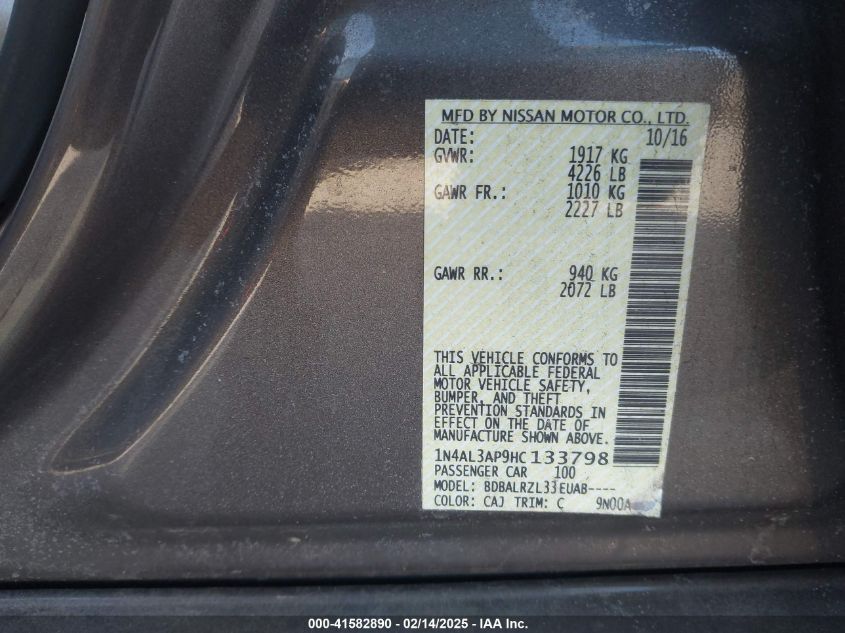 MFD BY NISSAN MOTOR CO., LTD.
DATE: 10/16
GVWR: 1917 KG
4226 LB
GAWR FR.: 1010 KG
2227 LB
GAWR RR.: 940 KG
2072 LB
THIS VEHICLE CONFORMS TO
ALL APPLICABLE FEDERAL
MOTOR VEHICLE SAFETY,
BUMPER, AND THEFT
PREVENTION STANDARDS IN
EFFECT ON THE DATE OF
MANUFACTURE SHOWN ABOVE.
1N4AL3AP9HC133798
PASSENGER CAR 100
MODEL: BDBALRZL33EUAB----
COLOR: CAJ TRIM: C 9N00A
000-41582890 - 02/14/2025 - IAA Inc.